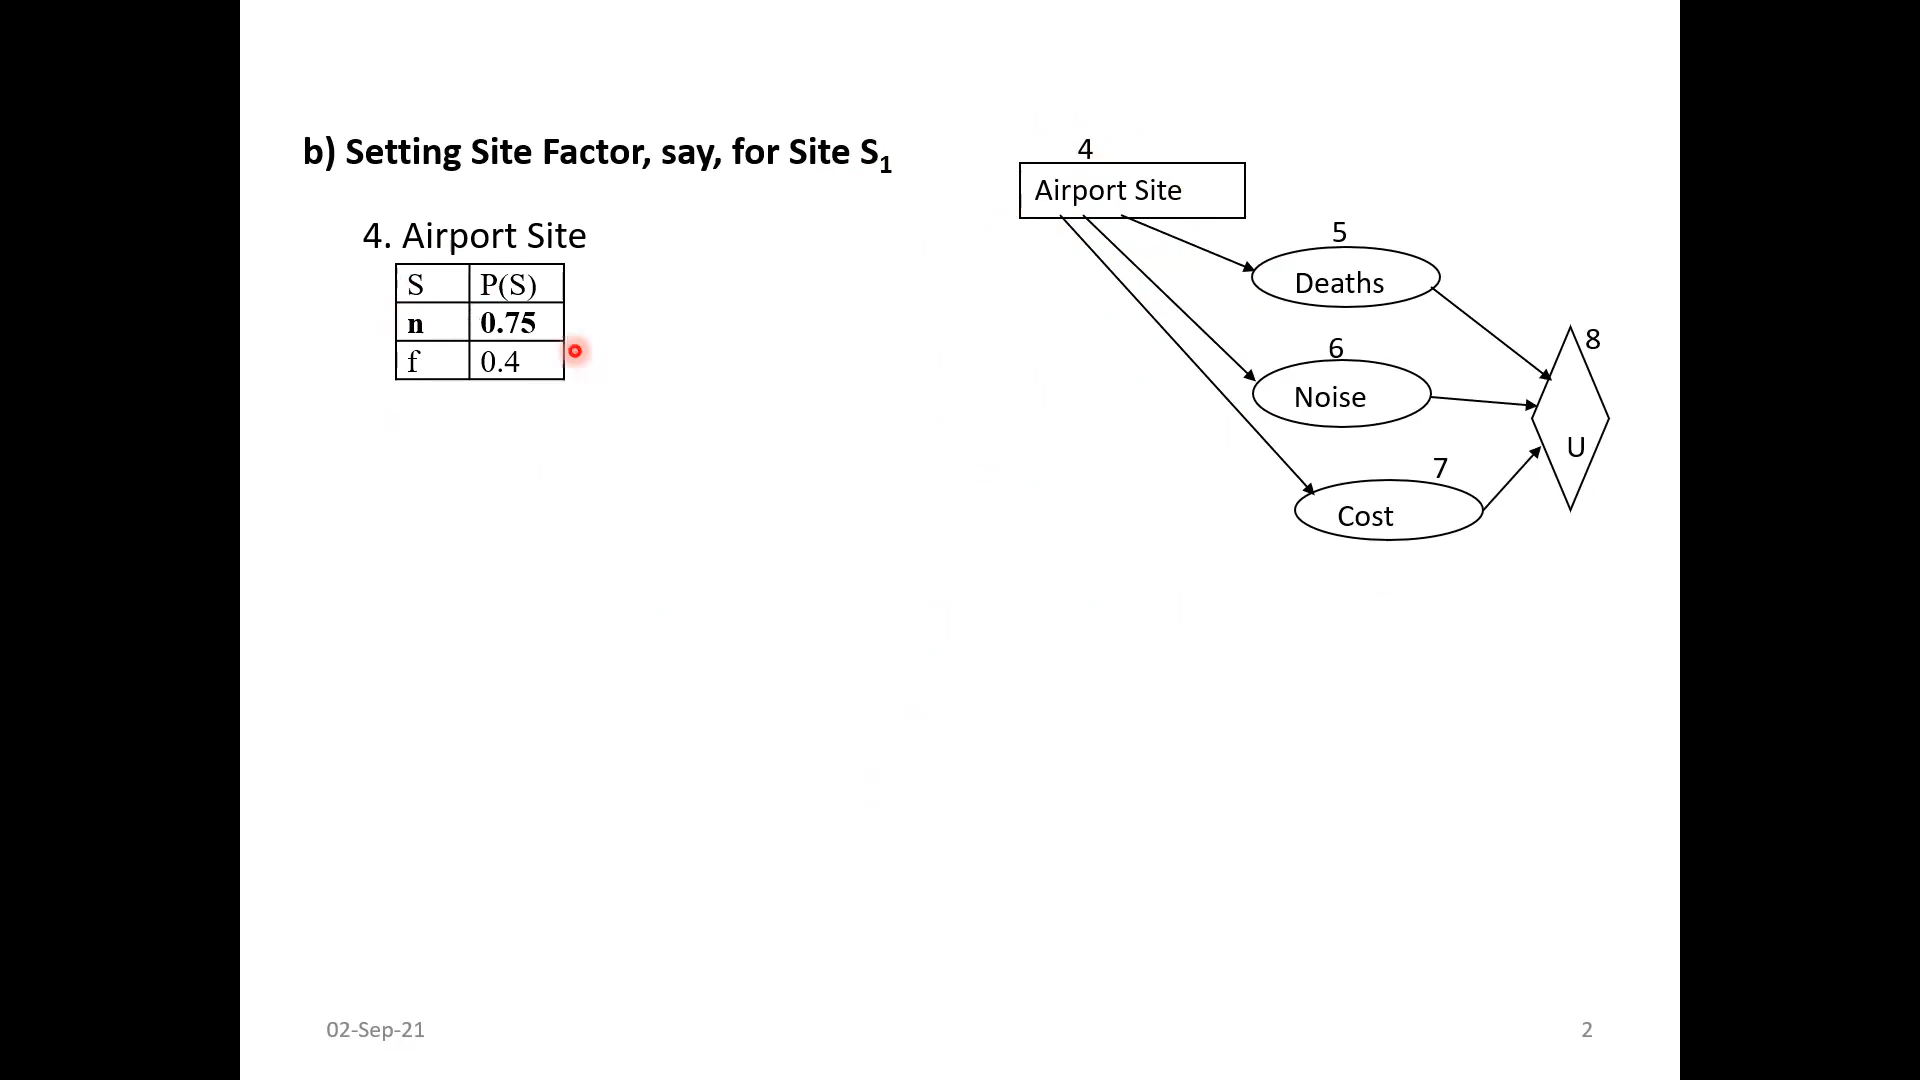 b) Setting Site Factor, say, for Site S₁
4. Airport Site
S P(S)
n 0.75
f 0.4
4
Airport Site
5
Deaths
6
Noise
7
Cost
8
U
02-Sep-21
2